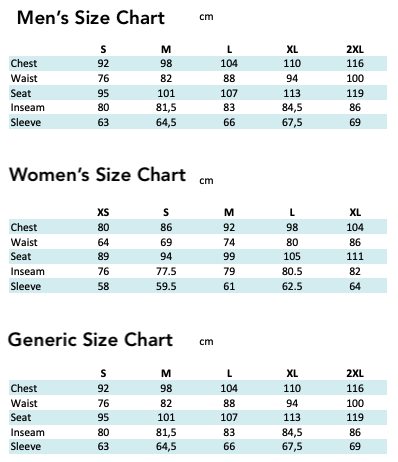 Men's Size Chart cm
S M L XL 2XL
Chest 92 98 104 110 116
Waist 76 82 88 94 100
Seat 95 101 107 113 119
Inseam 80 81,5 83 84,5 86
Sleeve 63 64,5 66 67,5 69
Women's Size Chart cm
XS S M L XL
Chest 80 86 92 98 104
Waist 64 69 74 80 86
Seat 89 94 99 105 111
Inseam 76 77.5 79 80.5 82
Sleeve 58 59.5 61 62.5 64
Generic Size Chart cm
S M L XL 2XL
Chest 92 98 104 110 116
Waist 76 82 88 94 100
Seat 95 101 107 113 119
Inseam 80 81,5 83 84,5 86
Sleeve 63 64,5 66 67,5 69